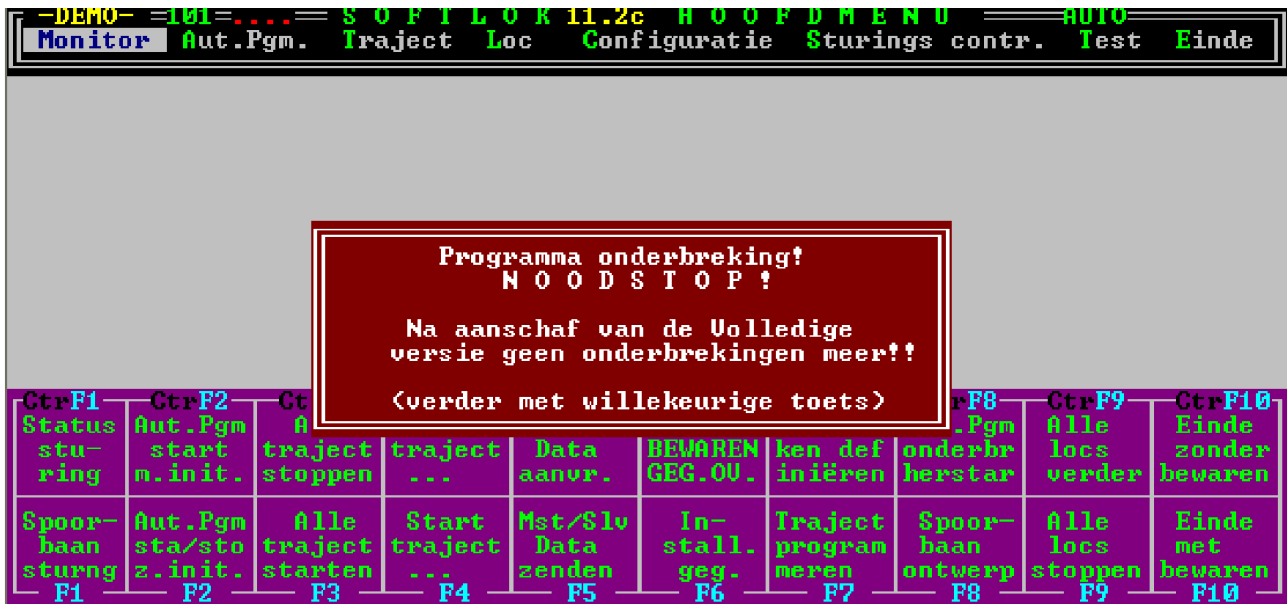 -DEMO- =101=....== S O F T L O K 11.2c H O O F D M E N U ====AUTO====
Monitor Aut.Pgm. Traject Loc Configuratie Sturings contr. Test Einde
Programma onderbreking!
N O O D S T O P !
Na aanschaf van de Volledige
versie geen onderbrekingen meer!!
(verder met willekeurige toets)
CtrF1 CtrF2 Ct rF8 CtrF9 CtrF10
Status Aut.Pgm A .Pgm Alle Einde
stu- start traject traject Data BEWAREN ken def onderbr locs zonder
ring m.init. stoppen ... aanvr. GEG.OV. iniëren herstar verder bewaren
Spoor- Aut.Pgm Alle Start Mst/Slv In- Traject Spoor- Alle Einde
baan sta/sto traject traject Data stall. program baan locs met
sturng z.init. starten ... zenden geg. meren ontwerp stoppen bewaren
F1 F2 F3 F4 F5 F6 F7 F8 F9 F10